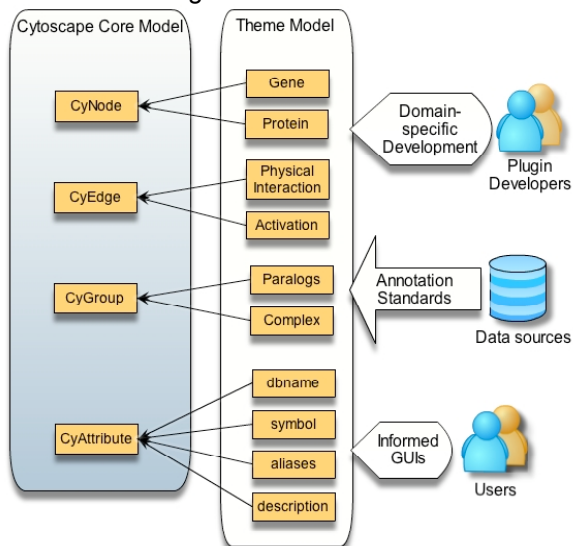 Cytoscape Core Model
Theme Model
CyNode
CyEdge
CyGroup
CyAttribute
Gene
Protein
Physical
Interaction
Activation
Paralogs
Complex
dbname
symbol
aliases
description
Domain-
specific
Development
Plugin
Developers
Annotation
Standards
Data sources
Informed
GUIs
Users